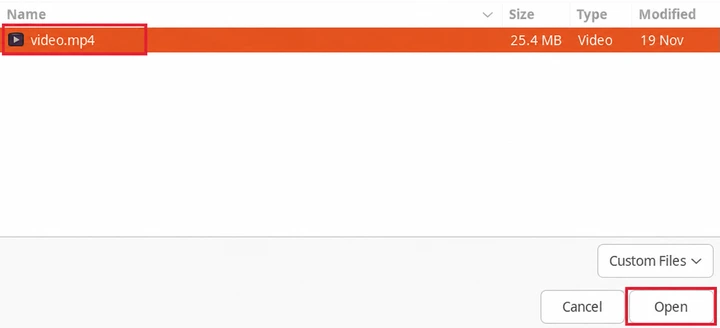 Name Size Type Modified
video.mp4 25.4 MB Video 19 Nov
Custom Files
Cancel Open